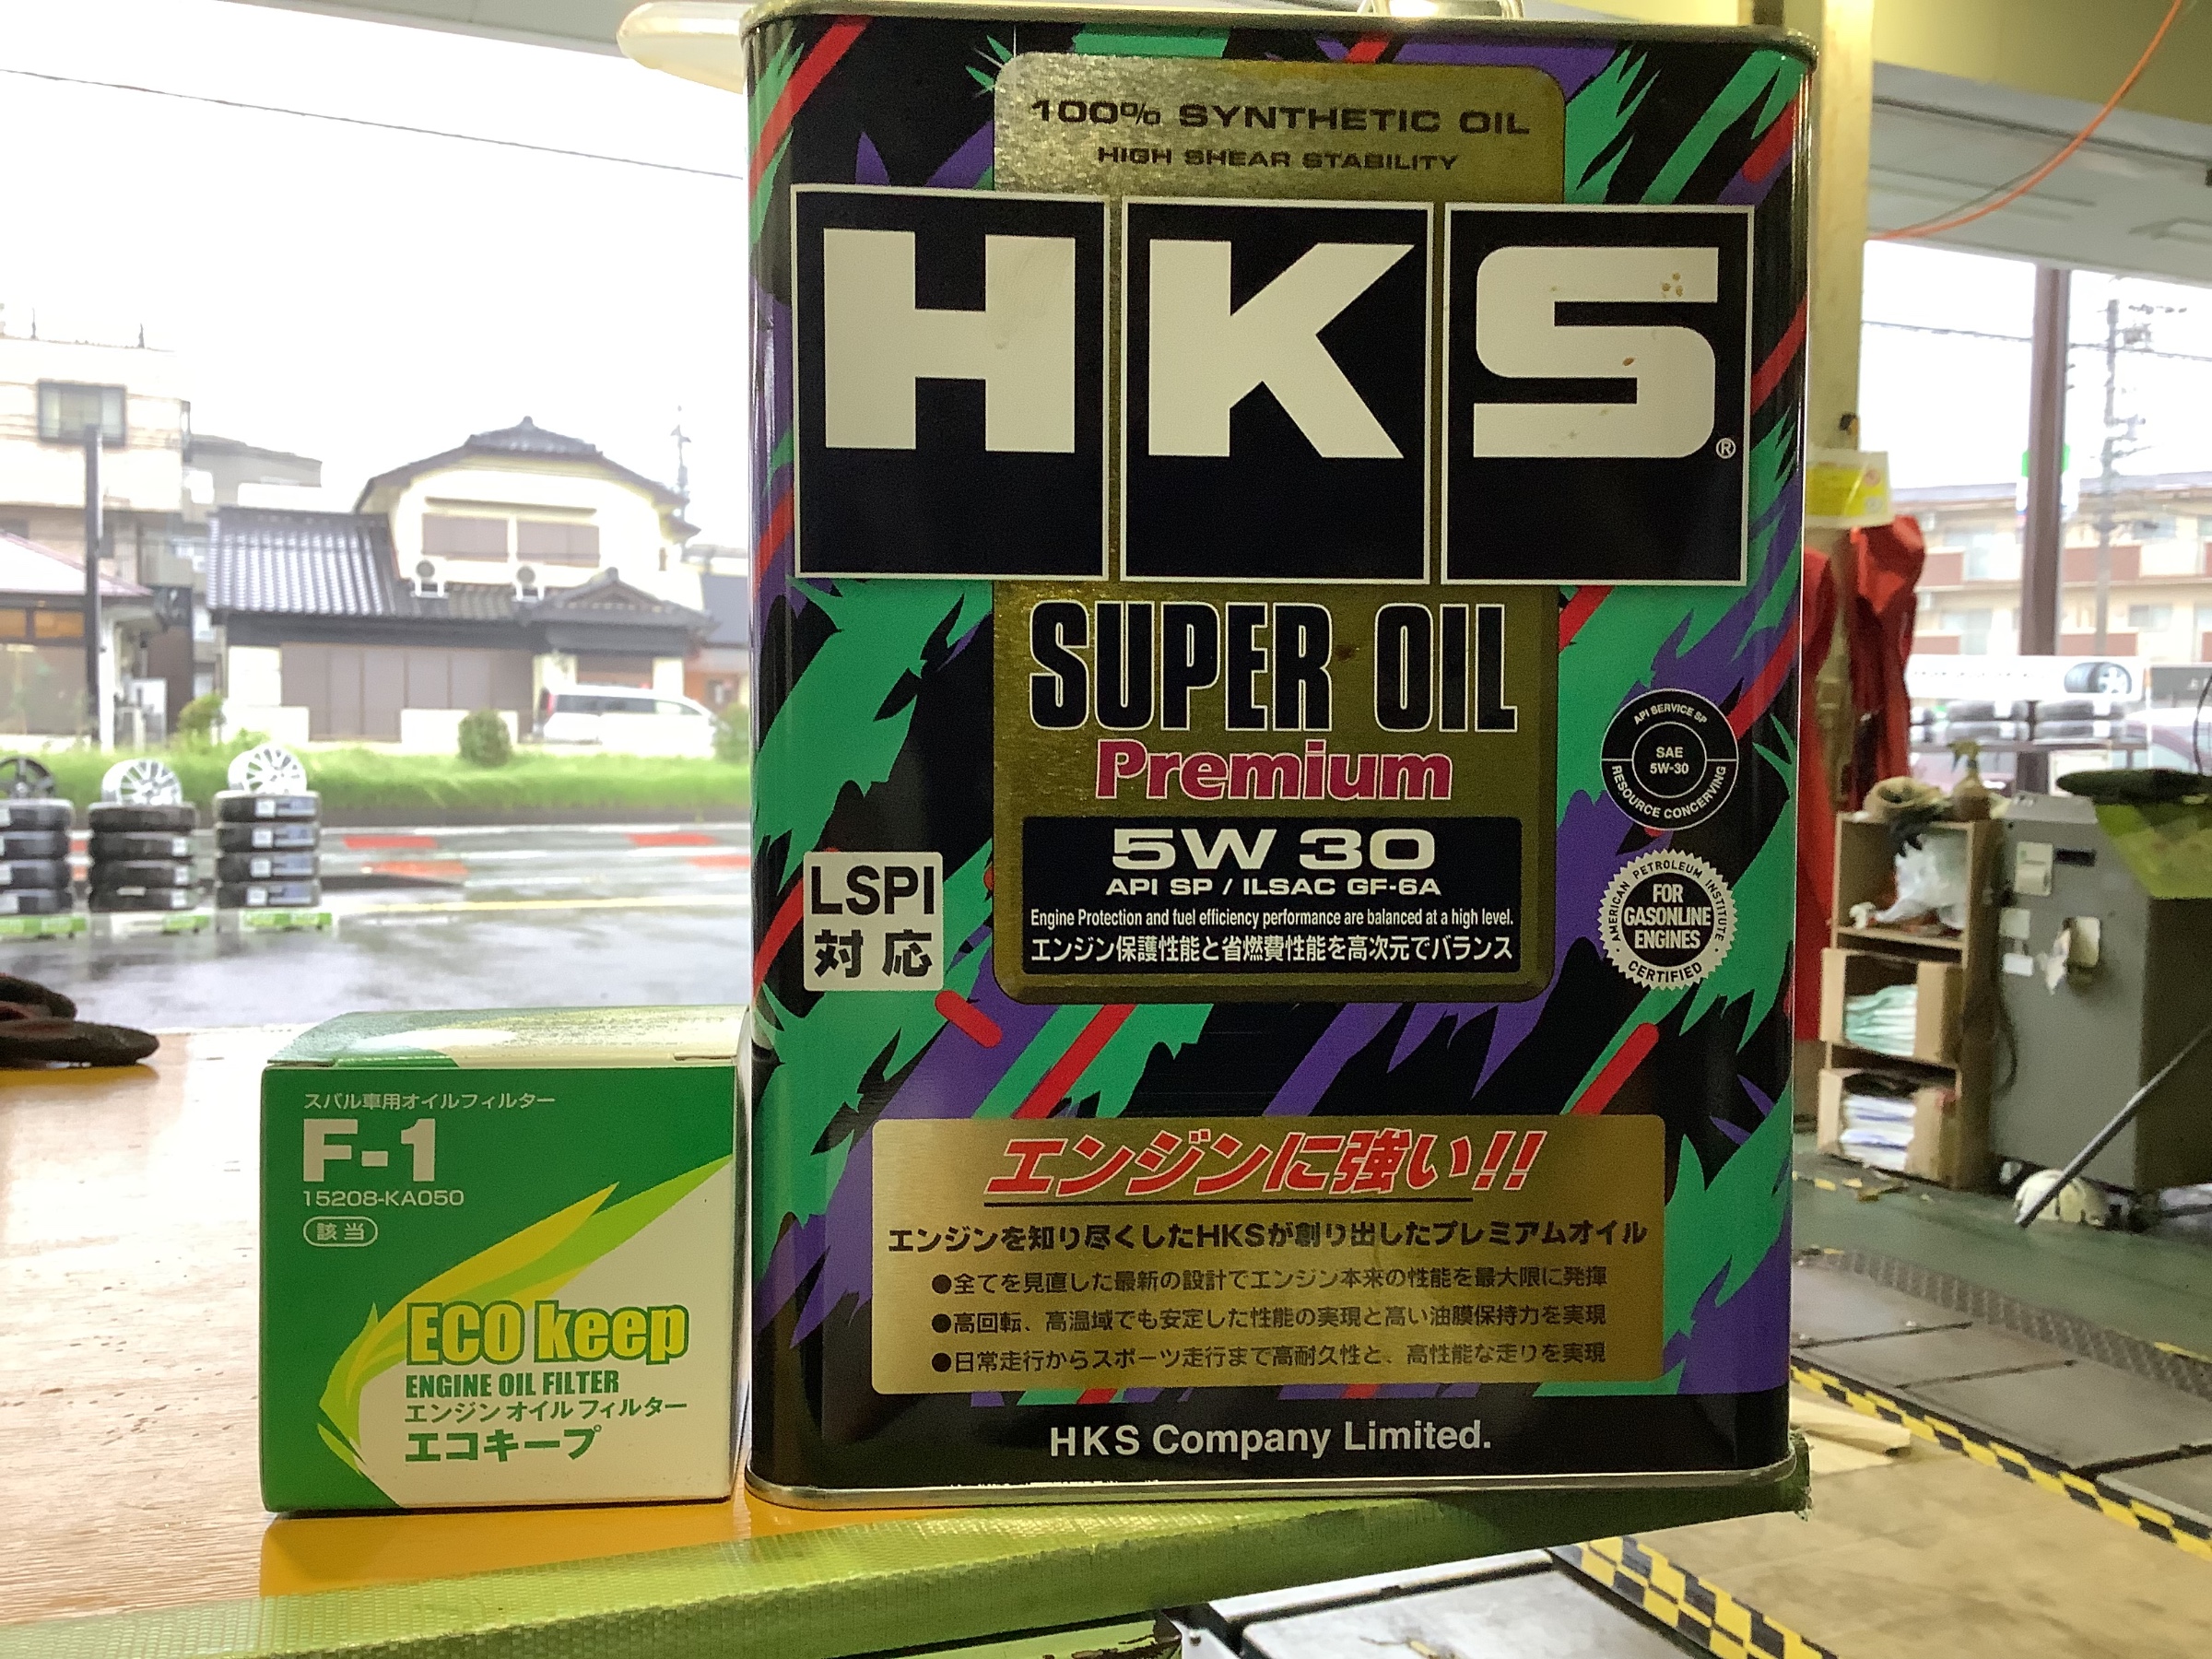 100% SYNTHETIC OIL
HIGH SHEAR STABILITY
HKS®
SUPER OIL
Premium
5W 30
API SP / ILSAC GF-6A
Engine Protection and fuel efficiency performance are balanced at a high level.
エンジン保護性能と省燃費性能を高次元でバランス
LSPI
対応
API SERVICE SP
SAE
5W-30
RESOURCE CONCERVING
AMERICAN PETROLEUM INSTITUTE
FOR
GASONLINE
ENGINES
CERTIFIED
エンジンに強い!!
エンジンを知り尽くしたHKSが創り出したプレミアムオイル
●全てを見直した最新の設計でエンジン本来の性能を最大限に発揮
●高回転、高温域でも安定した性能の実現と高い油膜保持力を実現
●日常走行からスポーツ走行まで高耐久性と、高性能な走りを実現
HKS Company Limited.
スバル車用オイルフィルター
F-1
15208-KA050
該当
ECO keep
ENGINE OIL FILTER
エンジンオイルフィルター
エコキープ